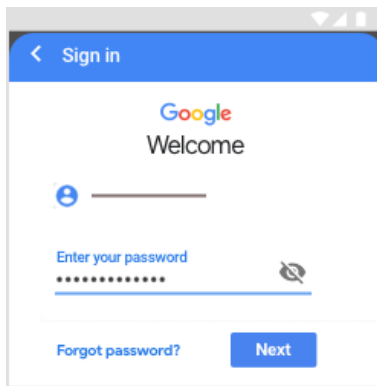 Sign in
Google
Welcome
Enter your password
•••••••••••••
Forgot password?
Next